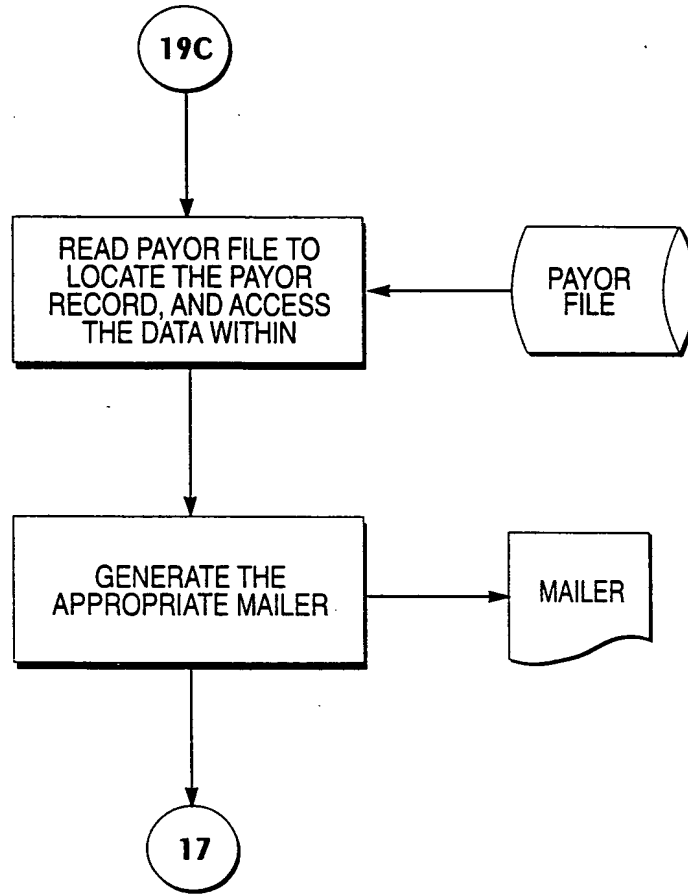 19C
READ PAYOR FILE TO
LOCATE THE PAYOR
RECORD, AND ACCESS
THE DATA WITHIN
PAYOR
FILE
GENERATE THE
APPROPRIATE MAILER
MAILER
17